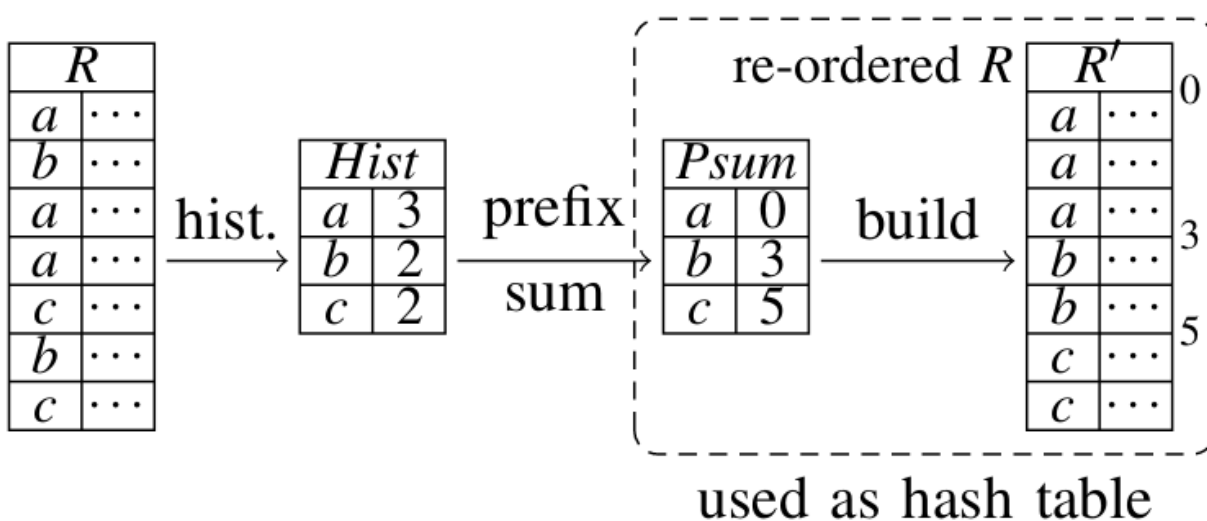 R
a ···
b ···
a ···
a ···
c ···
b ···
c ···
hist.
Hist
a 3
b 2
c 2
prefix
sum
Psum
a 0
b 3
c 5
build
re-ordered R
R′
0
a ···
a ···
a ···
3
b ···
b ···
5
c ···
c ···
used as hash table